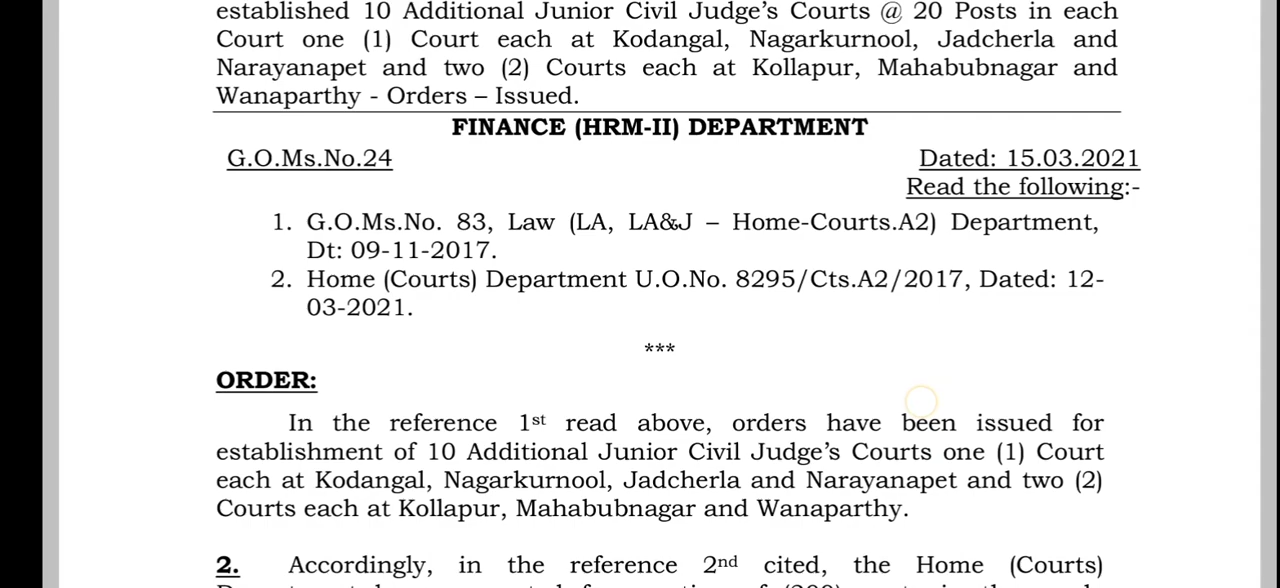 established 10 Additional Junior Civil Judge’s Courts @ 20 Posts in each
Court one (1) Court each at Kodangal, Nagarkurnool, Jadcherla and
Narayanapet and two (2) Courts each at Kollapur, Mahabubnagar and
Wanaparthy - Orders – Issued.
FINANCE (HRM-II) DEPARTMENT
G.O.Ms.No.24 Dated: 15.03.2021
Read the following:-
1. G.O.Ms.No. 83, Law (LA, LA&J – Home-Courts.A2) Department,
Dt: 09-11-2017.
2. Home (Courts) Department U.O.No. 8295/Cts.A2/2017, Dated: 12-
03-2021.
***
ORDER:
In the reference 1st read above, orders have been issued for
establishment of 10 Additional Junior Civil Judge’s Courts one (1) Court
each at Kodangal, Nagarkurnool, Jadcherla and Narayanapet and two (2)
Courts each at Kollapur, Mahabubnagar and Wanaparthy.
2. Accordingly, in the reference 2nd cited, the Home (Courts)